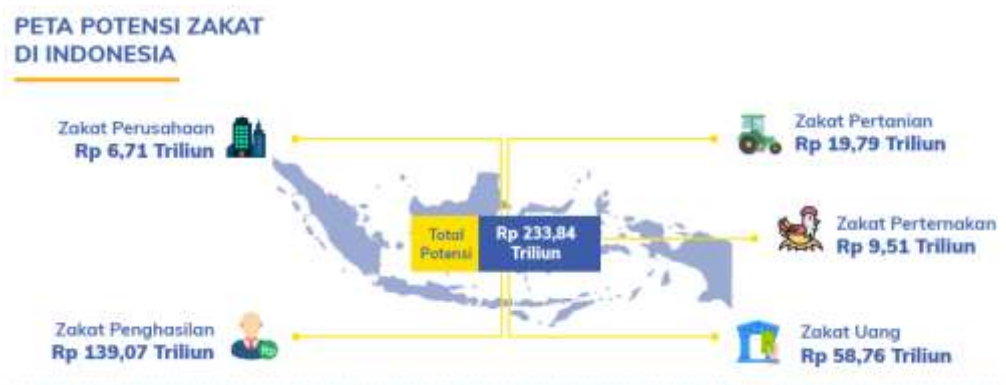 PETA POTENSI ZAKAT
DI INDONESIA
Zakat Perusahaan
Rp 6,71 Triliun
Zakat Pertanian
Rp 19,79 Triliun
Total
Potensi
Rp 233,84
Triliun
Zakat Perternakan
Rp 9,51 Triliun
Zakat Penghasilan
Rp 139,07 Triliun
Rp
Zakat Uang
Rp 58,76 Triliun